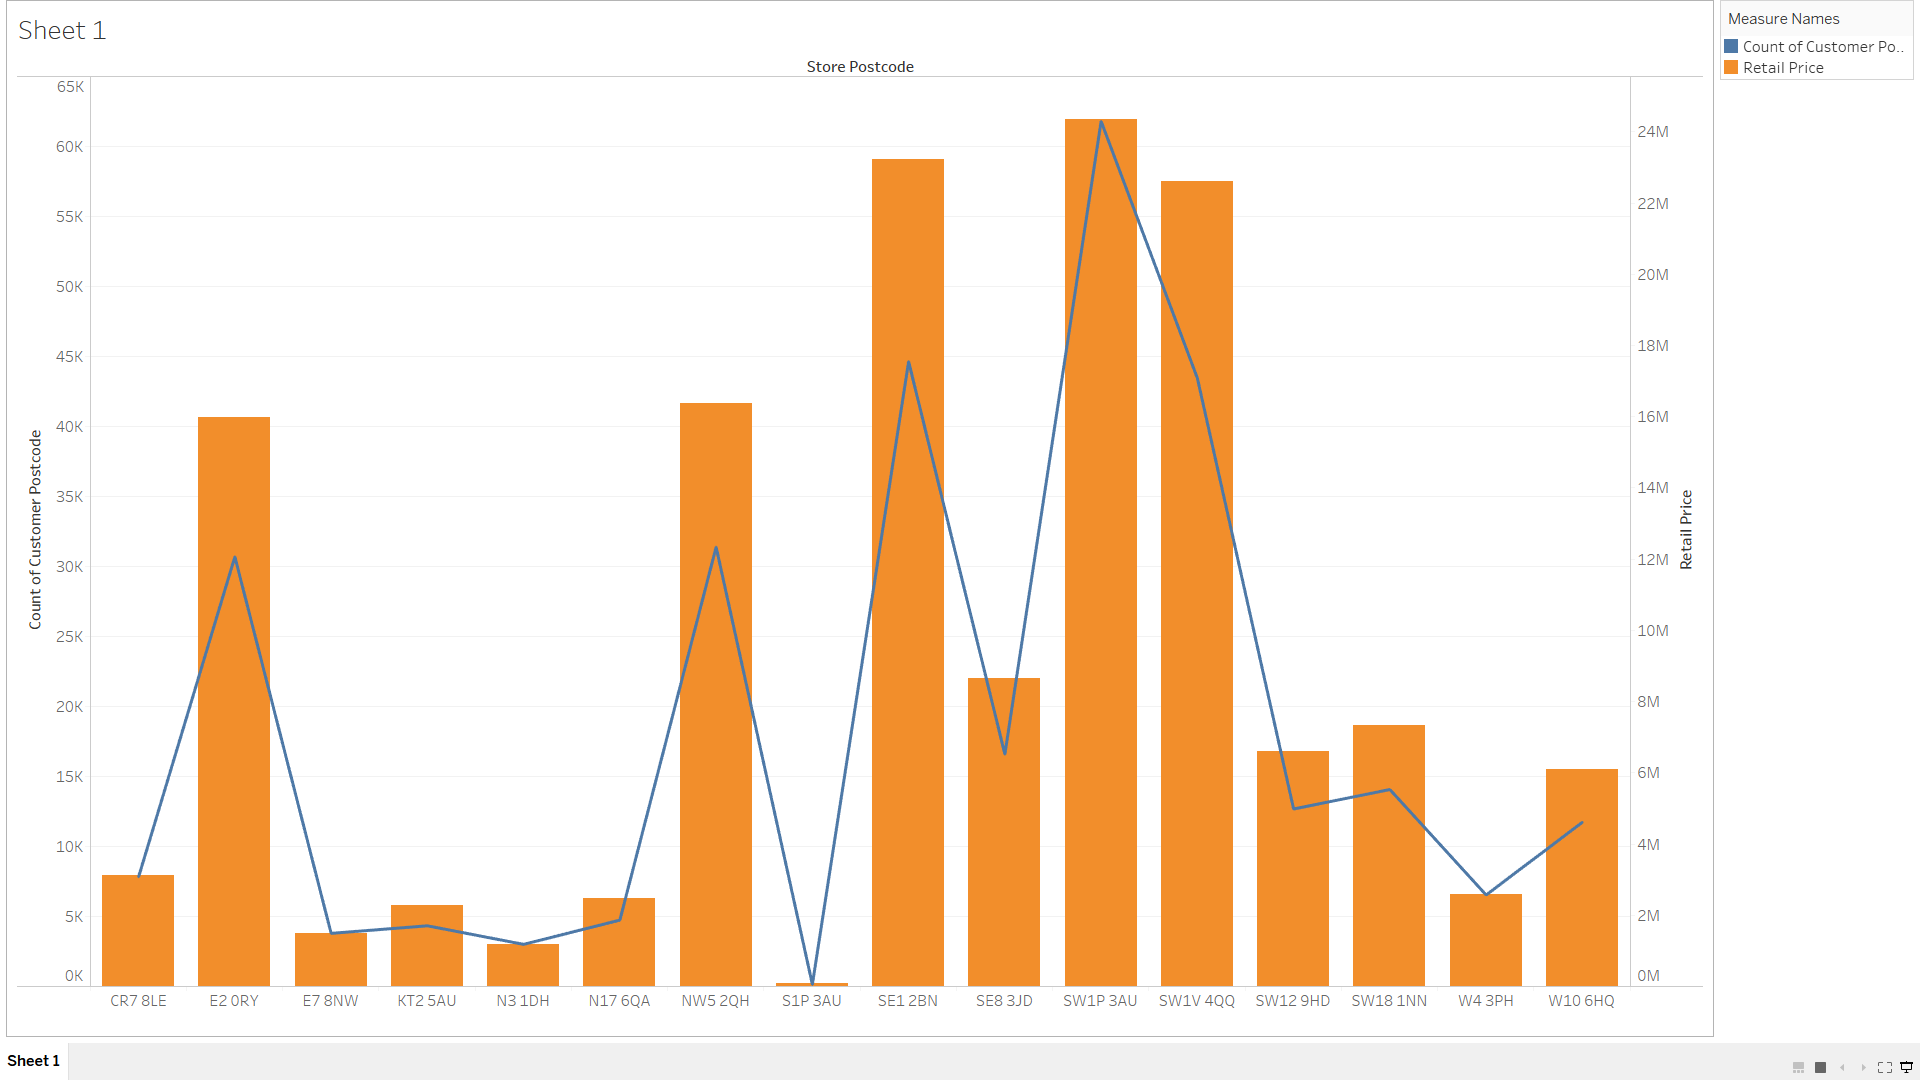 Sheet 1
Measure Names
Count of Customer Po..
Retail Price
Store Postcode
65K
60K
55K
50K
45K
40K
35K
30K
25K
20K
15K
10K
5K
0K
Count of Customer Postcode
24M
22M
20M
18M
16M
14M
12M
10M
8M
6M
4M
2M
0M
Retail Price
CR7 8LE E2 0RY E7 8NW KT2 5AU N3 1DH N17 6QA NW5 2QH S1P 3AU SE1 2BN SE8 3JD SW1P 3AU SW1V 4QQ SW12 9HD SW18 1NN W4 3PH W10 6HQ
Sheet 1